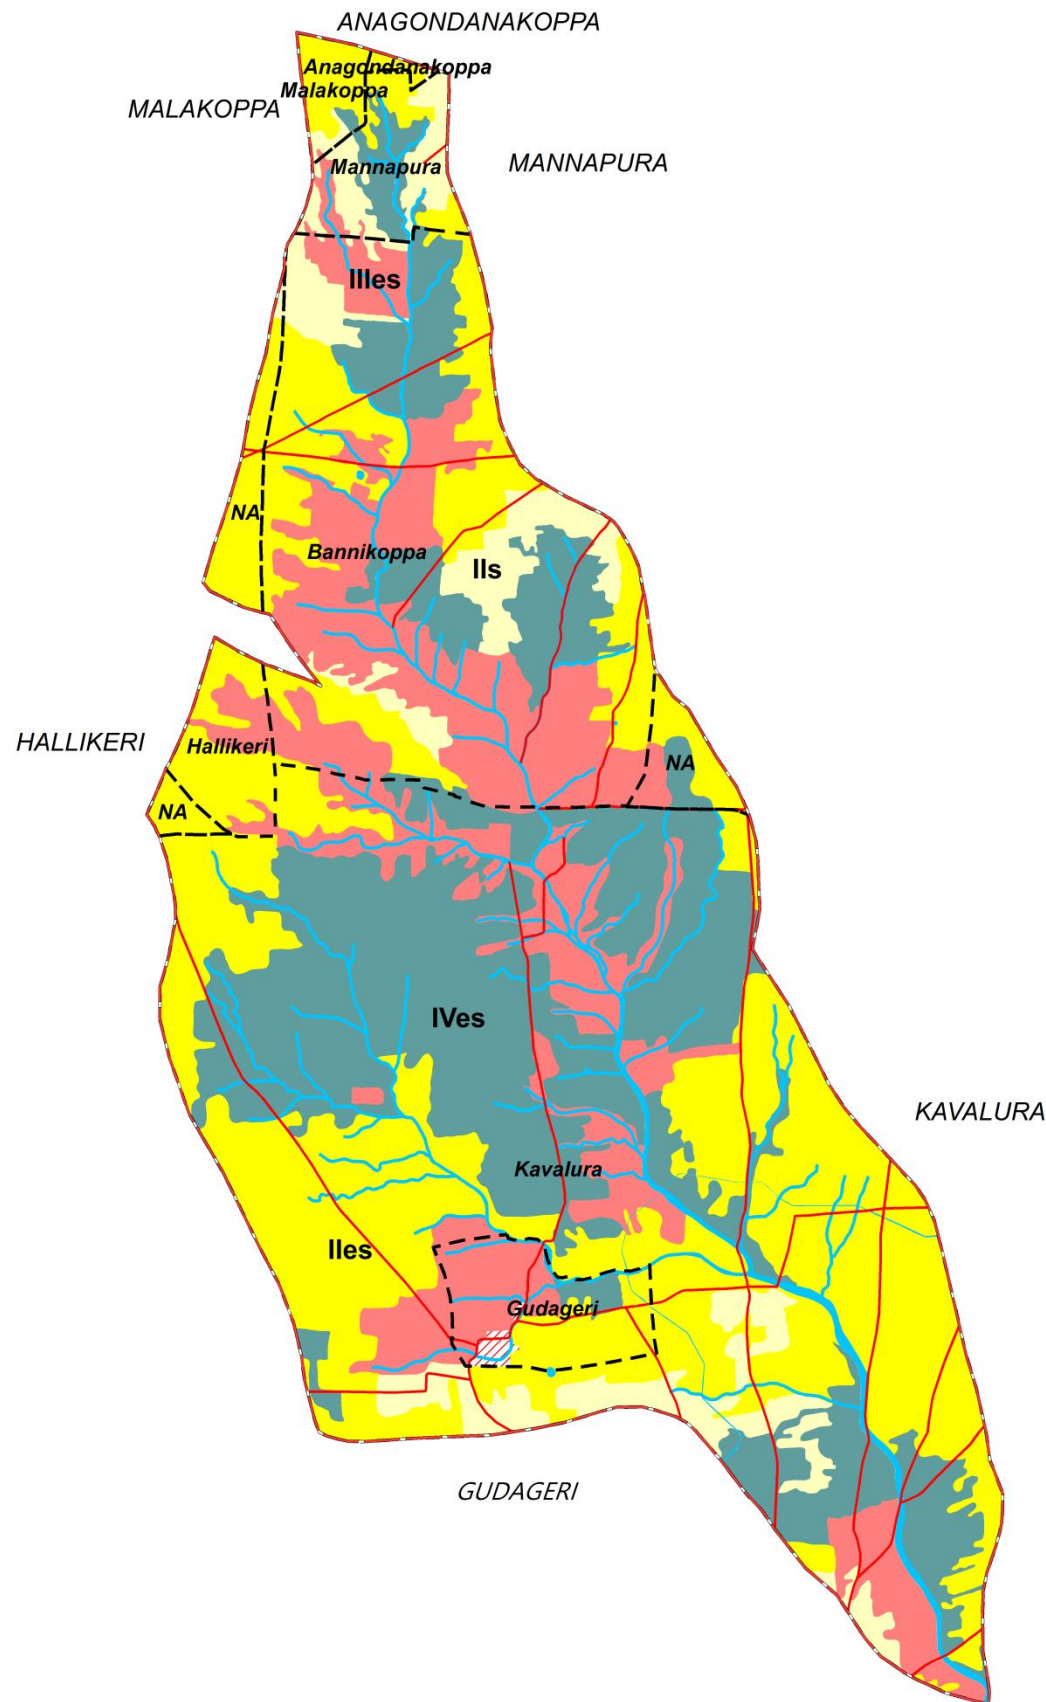 ANAGONDANAKOPPA
Anagondanakoppa
Malakoppa
MALAKOPPA
MANNAPURA
Mannapura
IIIes
NA
Bannikoppa
IIs
HALLIKERI
Hallikeri
NA
NA
IVes
KAVALURA
Kavalura
IIes
Gudageri
GUDAGERI